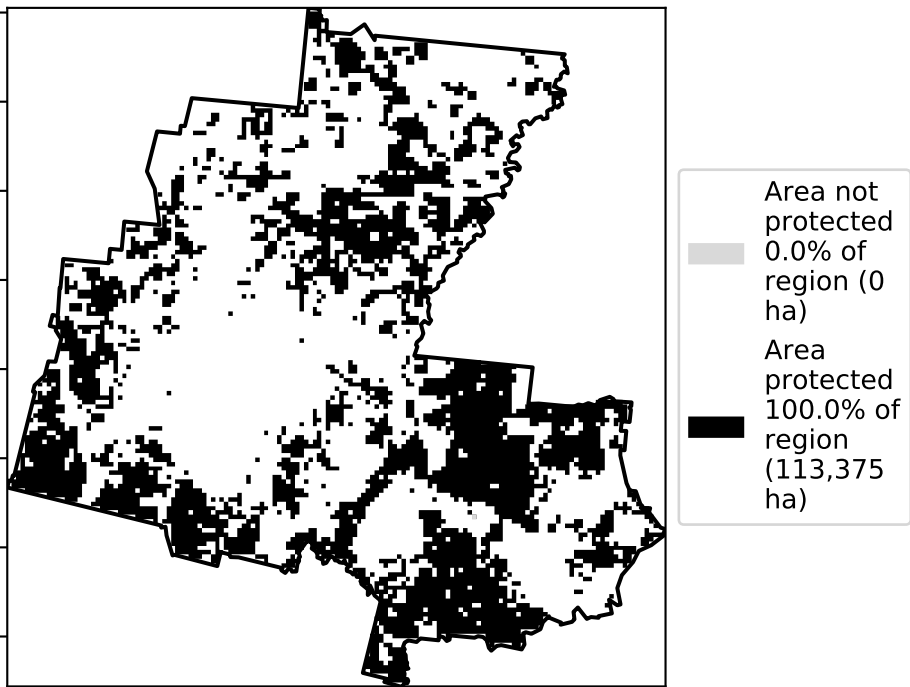 Area not
protected
0.0% of
region (0
ha)
Area
protected
100.0% of
region
(113,375
ha)